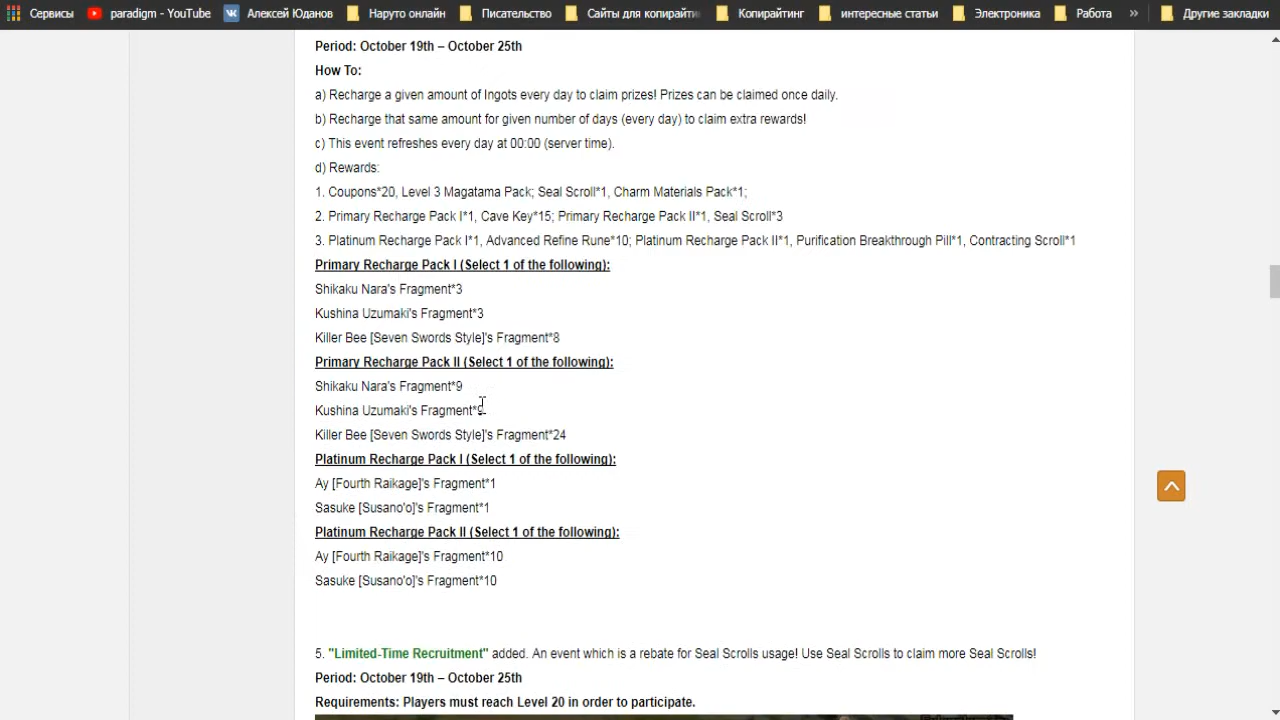 Сервисы paradigm - YouTube Алексей Юданов Наруто онлайн Писательство Сайты для копирайти Копирайтинг интересные статьи Электроника Работа » Другие закладки
Period: October 19th – October 25th
How To:
a) Recharge a given amount of Ingots every day to claim prizes! Prizes can be claimed once daily.
b) Recharge that same amount for given number of days (every day) to claim extra rewards!
c) This event refreshes every day at 00:00 (server time).
d) Rewards:
1. Coupons*20, Level 3 Magatama Pack; Seal Scroll*1, Charm Materials Pack*1;
2. Primary Recharge Pack I*1, Cave Key*15; Primary Recharge Pack II*1, Seal Scroll*3
3. Platinum Recharge Pack I*1, Advanced Refine Rune*10; Platinum Recharge Pack II*1, Purification Breakthrough Pill*1, Contracting Scroll*1
Primary Recharge Pack I (Select 1 of the following):
Shikaku Nara's Fragment*3
Kushina Uzumaki's Fragment*3
Killer Bee [Seven Swords Style]'s Fragment*8
Primary Recharge Pack II (Select 1 of the following):
Shikaku Nara's Fragment*9
Kushina Uzumaki's Fragment*9
Killer Bee [Seven Swords Style]'s Fragment*24
Platinum Recharge Pack I (Select 1 of the following):
Ay [Fourth Raikage]'s Fragment*1
Sasuke [Susano'o]'s Fragment*1
Platinum Recharge Pack II (Select 1 of the following):
Ay [Fourth Raikage]'s Fragment*10
Sasuke [Susano'o]'s Fragment*10
5. "Limited-Time Recruitment" added. An event which is a rebate for Seal Scrolls usage! Use Seal Scrolls to claim more Seal Scrolls!
Period: October 19th – October 25th
Requirements: Players must reach Level 20 in order to participate.